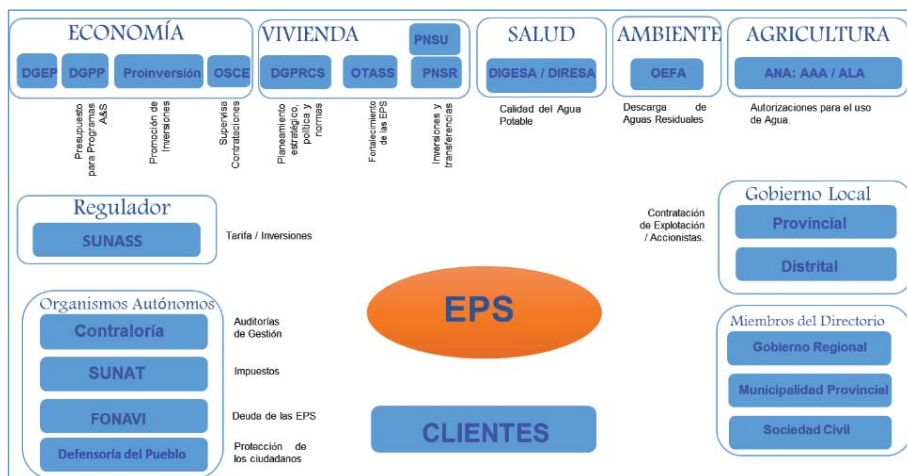 ECONOMÍA
DGEP
DGPP
Proinversión
OSCE
Presupuesto
para Programas
A&S
Promoción de
Inversiones
Supervisa
Contrataciones
VIVIENDA
PNSU
DGPRCS
OTASS
PNSR
Planeamiento
estratégico,
política y
normas
Fortalecimiento
de las EPS
Inversiones y
transferencias
SALUD
DIGESA / DIRESA
Calidad del Agua
Potable
AMBIENTE
OEFA
Descarga de
Aguas Residuales
AGRICULTURA
ANA: AAA / ALA
Autorizaciones para el uso
de Agua.
Regulador
SUNASS
Tarifa / Inversiones
Contratación
de Explotación
/ Accionistas.
Gobierno Local
Provincial
Distrital
EPS
Organismos Autónomos
Contraloría
Auditorías
de Gestión
SUNAT
Impuestos
FONAVI
Deuda de las EPS
Defensoría del Pueblo
Protección de
los ciudadanos
CLIENTES
Miembros del Directorio
Gobierno Regional
Municipalidad Provincial
Sociedad Civil